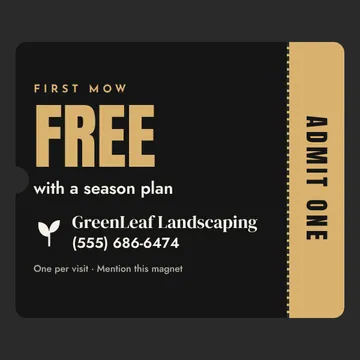 FIRST MOW
FREE
with a season plan
GreenLeaf Landscaping
(555) 686-6474
One per visit · Mention this magnet
ADMIT ONE